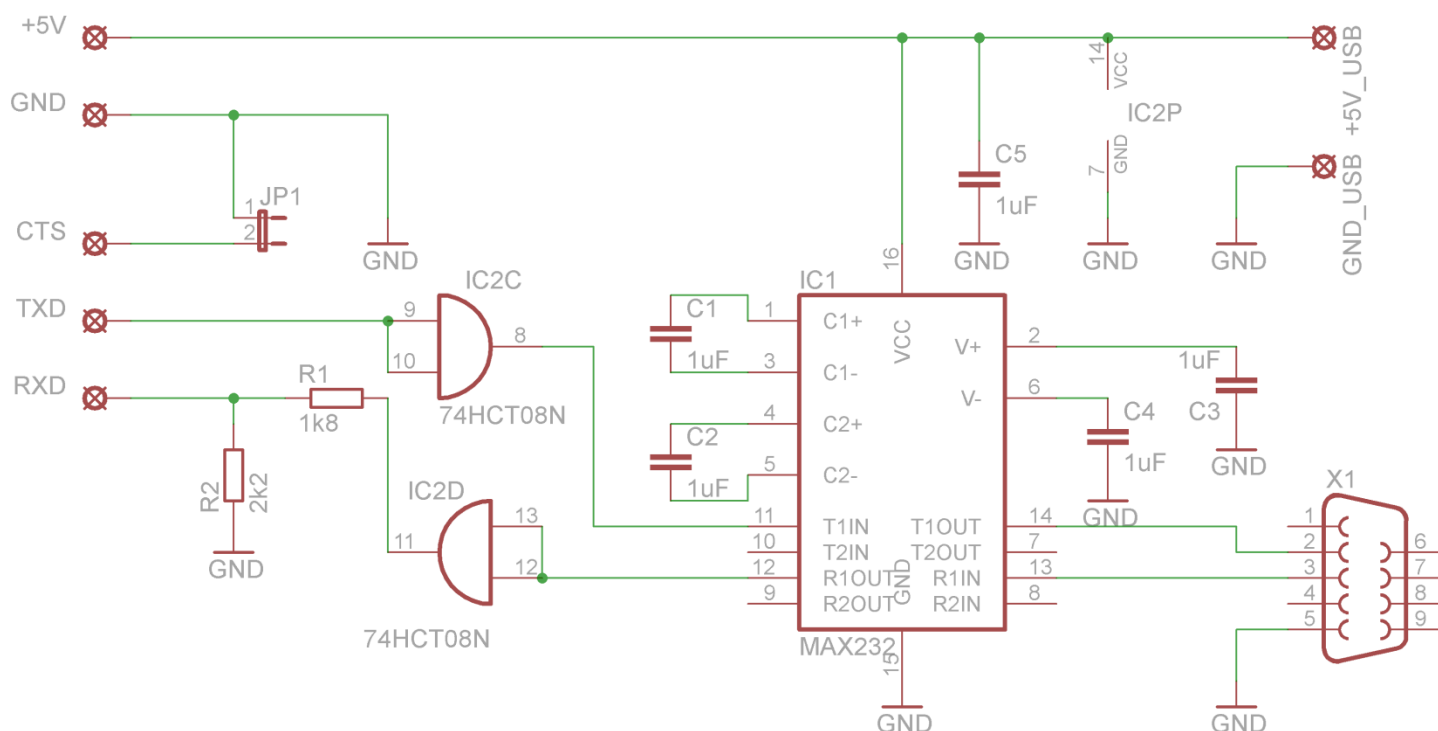 +5V
14
VCC
+5V_USB
GND
IC2P
C5
1uF
7
GND
GND_USB
JP1
1
2
CTS
GND
GND
GND
GND
16
IC2C
IC1
TXD
9
8
10
C1
1uF
1
C1+
VCC
V+
2
1uF
C3
3
C1-
6
V-
C4
1uF
RXD
R1
1k8
74HCT08N
4
C2+
C2
1uF
5
C2-
GND
R2
2k2
IC2D
13
11
12
X1
GND
11
T1IN
T1OUT
14
10
T2IN
T2OUT
7
12
R1OUT
GND
R1IN
13
9
R2OUT
R2IN
8
1
2
3
4
5
6
7
8
9
GND
74HCT08N
MAX232
15
GND
GND